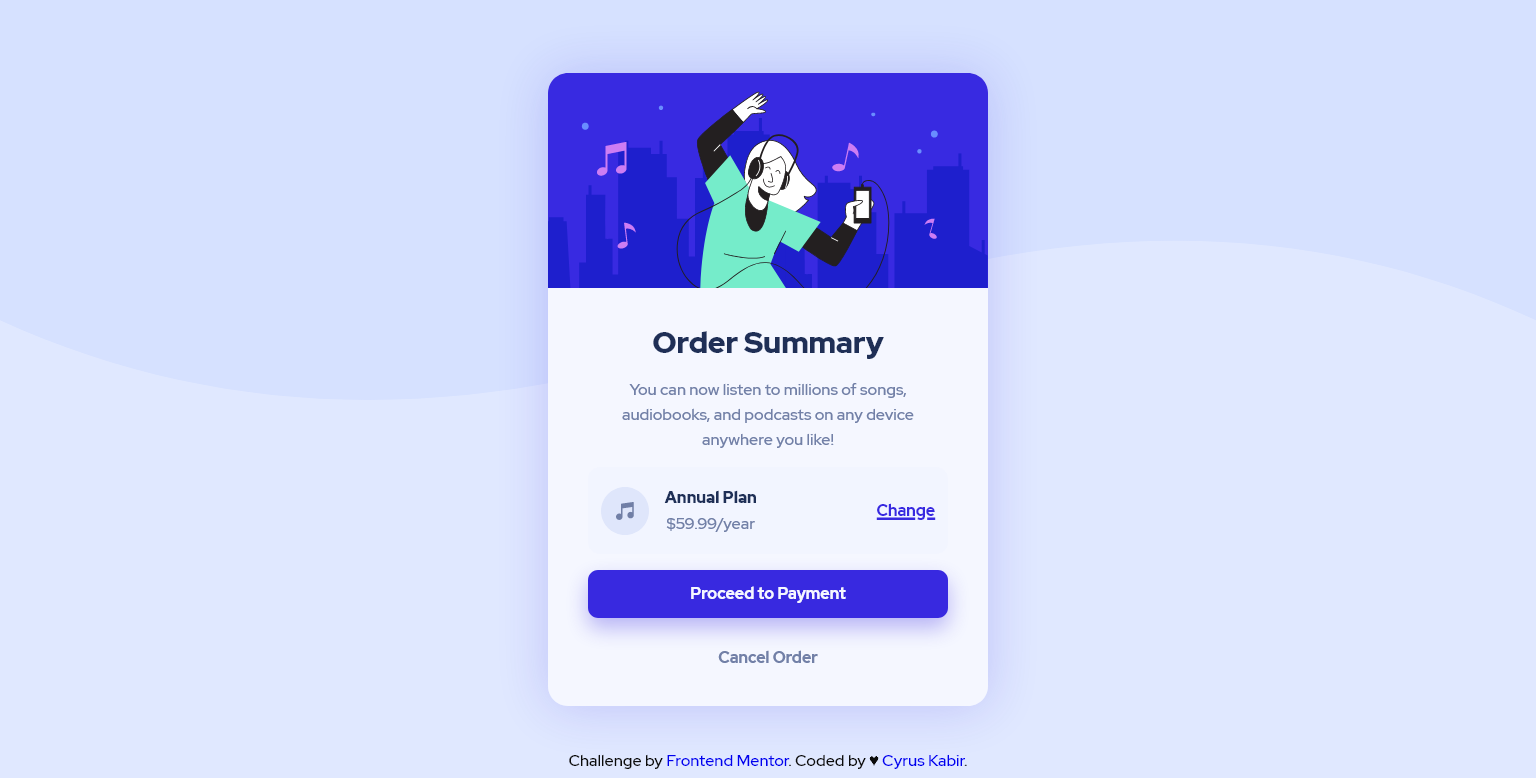 Order Summary
You can now listen to millions of songs,
audiobooks, and podcasts on any device
anywhere you like!
Annual Plan
$59.99/year
Change
Proceed to Payment
Cancel Order
Challenge by Frontend Mentor. Coded by ♥ Cyrus Kabir.